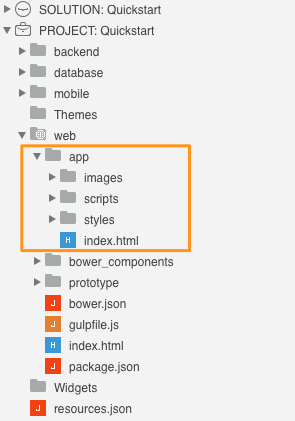 SOLUTION: Quickstart
PROJECT: Quickstart
backend
database
mobile
Themes
web
app
images
scripts
styles
H index.html
bower_components
prototype
J bower.json
J gulpfile.js
H index.html
J package.json
Widgets
J resources.json